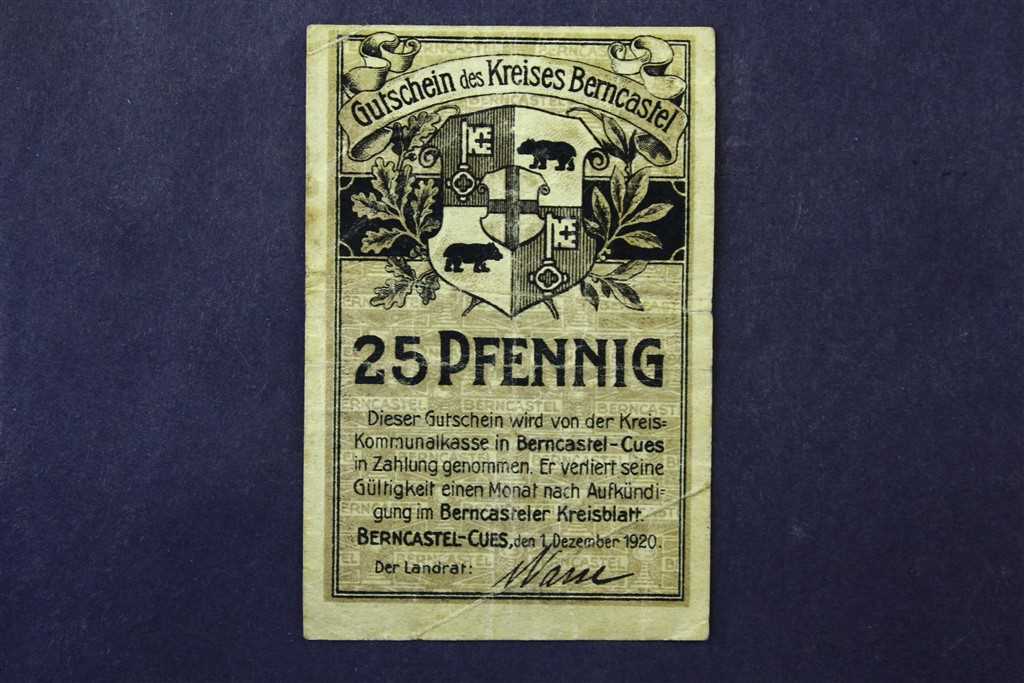 Gutschein des Kreises Berncastel
25 PFENNIG
Dieser Gutschein wird von der Kreis=
Kommunalkasse in Berncastel-Cues
in Zahlung genommen. Er verliert seine
Gültigkeit einen Monat nach Aufkündi=
gung im Berncasteler Kreisblatt.
BERNCASTEL-CUES, den 1. Dezember 1920.
Der Landrat: